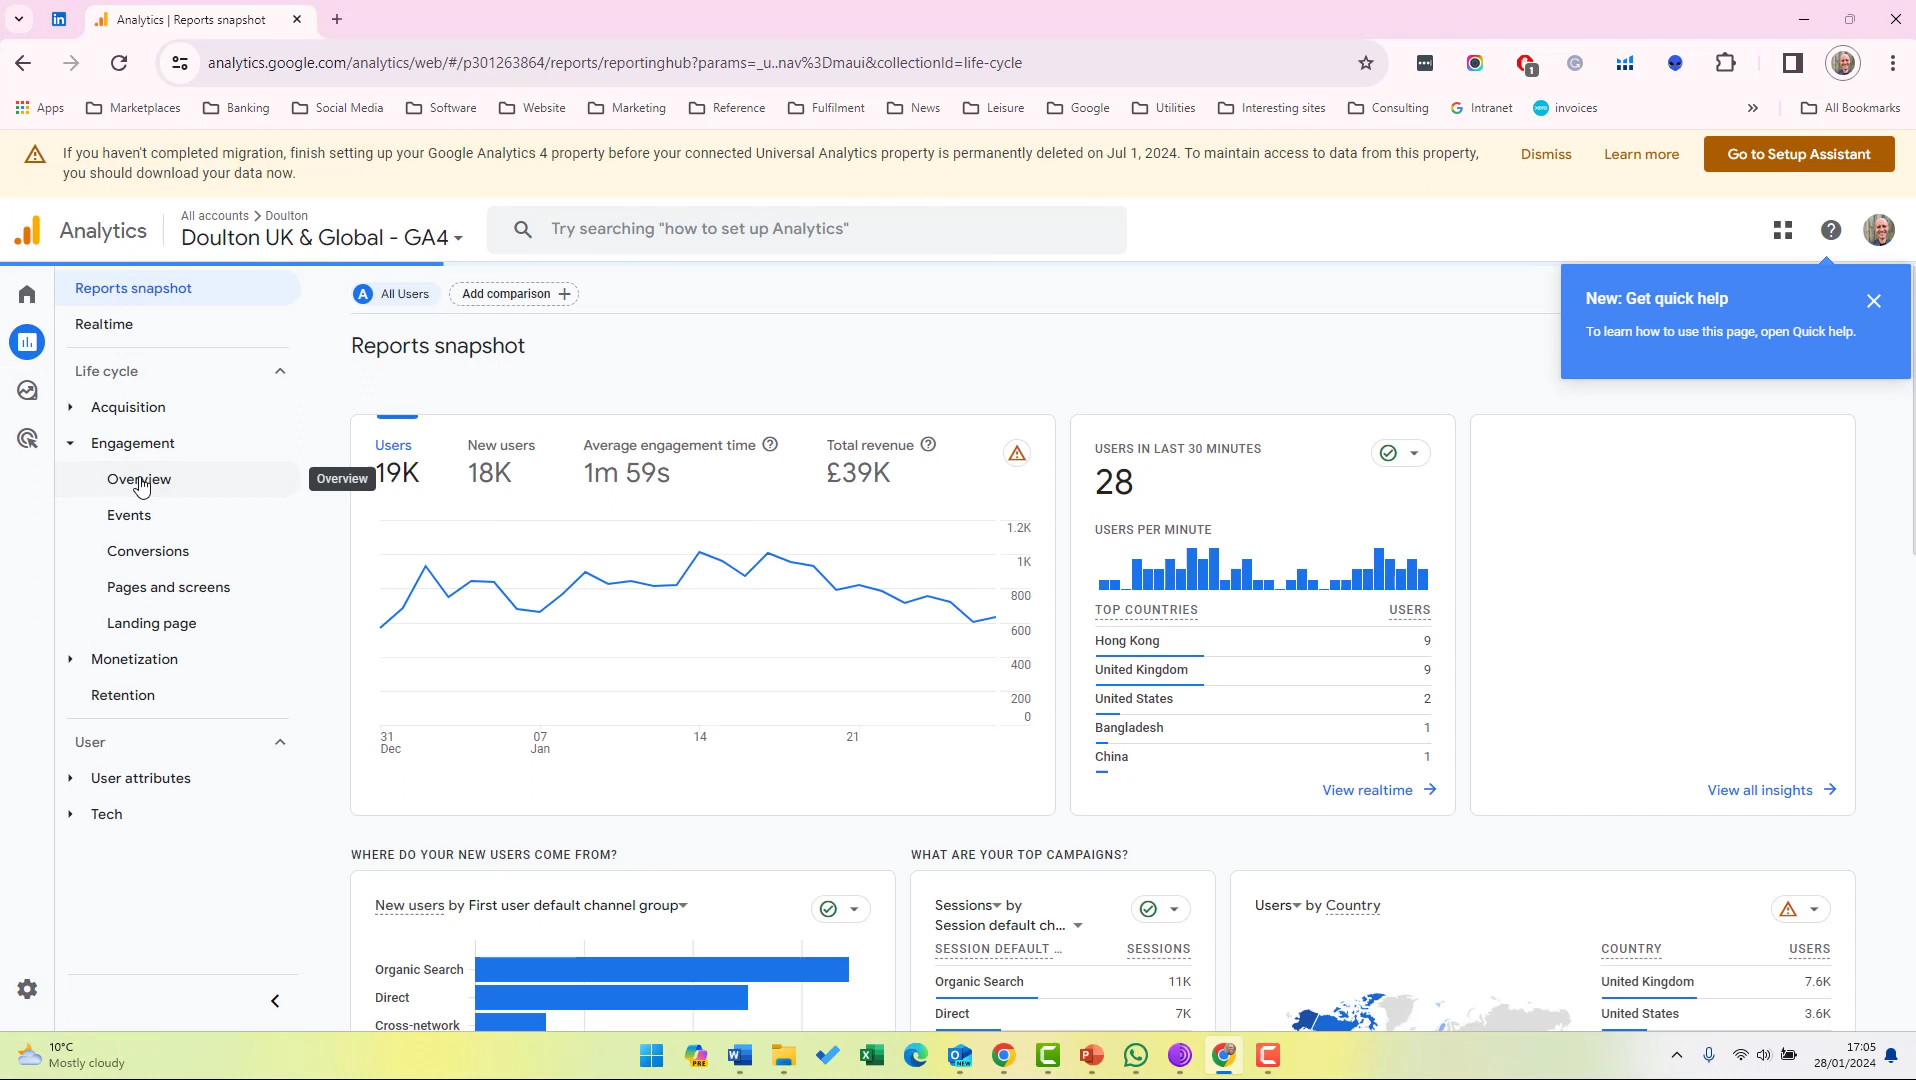 Analytics | Reports snapshot
analytics.google.com/analytics/web/#/p301263864/reports/reportinghub?params=_u..nav%3Dmaui&collectionId=life-cycle
1
Apps
Marketplaces
Banking
Social Media
Software
Website
Marketing
Reference
Fulfilment
News
Leisure
Google
Utilities
Interesting sites
Consulting
Intranet
invoices
All Bookmarks
If you haven't completed migration, finish setting up your Google Analytics 4 property before your connected Universal Analytics property is permanently deleted on Jul 1, 2024. To maintain access to data from this property,
you should download your data now.
Dismiss
Learn more
Go to Setup Assistant
Analytics
All accounts > Doulton
Doulton UK & Global - GA4
Try searching "how to set up Analytics"
New: Get quick help
To learn how to use this page, open Quick help.
Reports snapshot
Realtime
Life cycle
Acquisition
Engagement
Overview
Events
Conversions
Pages and screens
Landing page
Monetization
Retention
User
User attributes
Tech
Overview
A All Users
Add comparison +
Reports snapshot
Users
19K
New users
18K
Average engagement time
1m 59s
Total revenue
£39K
1.2K
1K
800
600
400
200
0
31
Dec
07
Jan
14
21
USERS IN LAST 30 MINUTES
28
USERS PER MINUTE
TOP COUNTRIES USERS
Hong Kong 9
United Kingdom 9
United States 2
Bangladesh 1
China 1
View realtime
View all insights
WHERE DO YOUR NEW USERS COME FROM?
New users by First user default channel group
Organic Search
Direct
Cross-network
WHAT ARE YOUR TOP CAMPAIGNS?
Sessions by
Session default ch...
SESSION DEFAULT ... SESSIONS
Organic Search 11K
Direct 7K
Users by Country
COUNTRY USERS
United Kingdom 7.6K
United States 3.6K
10°C
Mostly cloudy
PRE
NEW
17:05
28/01/2024